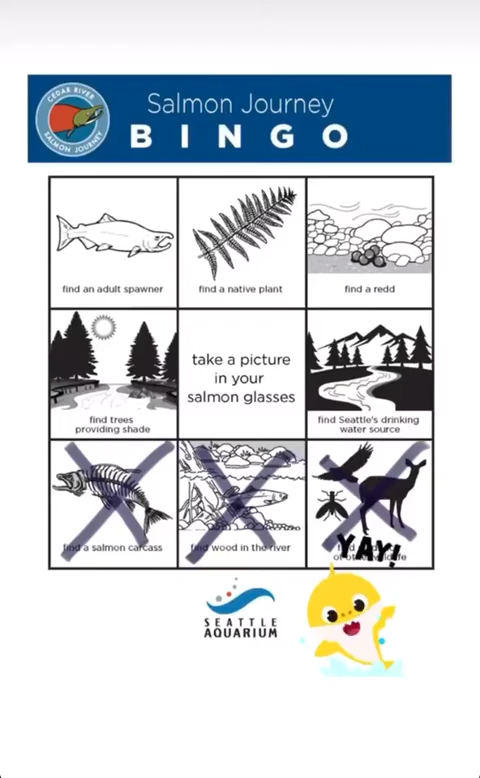 CEDAR RIVER
SALMON JOURNEY
Salmon Journey
BINGO
find an adult spawner
find a native plant
find a redd
find trees
providing shade
take a picture
in your
salmon glasses
find Seattle's drinking
water source
find a salmon carcass
find wood in the river
YAY!
SEATTLE
AQUARIUM